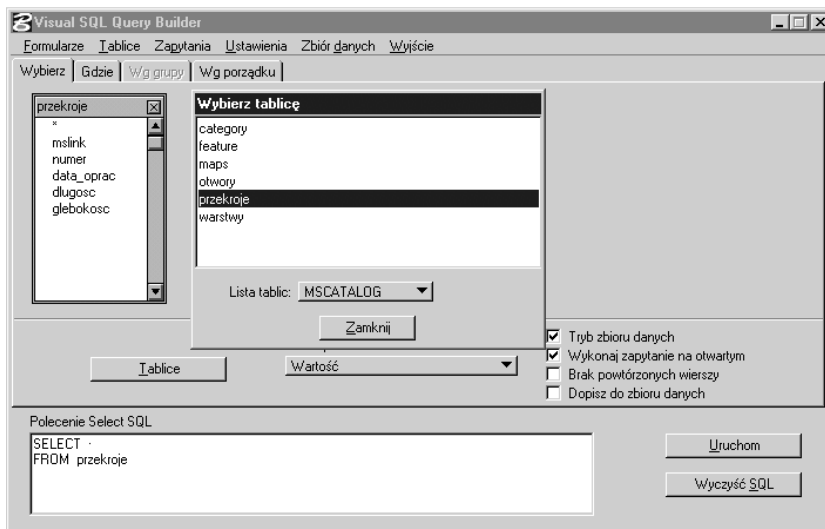 Visual SQL Query Builder
Formularze Tablice Zapytania Ustawienia Zbiór danych Wyjście
Wybierz Gdzie Wg grupy Wg porządku
przekroje
*
mslink
numer
data_oprac
dlugosc
glebokosc
Wybierz tablicę
category
feature
maps
otwory
przekroje
warstwy
Lista tablic: MSCATALOG
Zamknij
Tablice
Wartość
Tryb zbioru danych
Wykonaj zapytanie na otwartym
Brak powtórzonych wierszy
Dopisz do zbioru danych
Polecenie Select SQL
SELECT
FROM przekroje
Uruchom
Wyczyść SQL